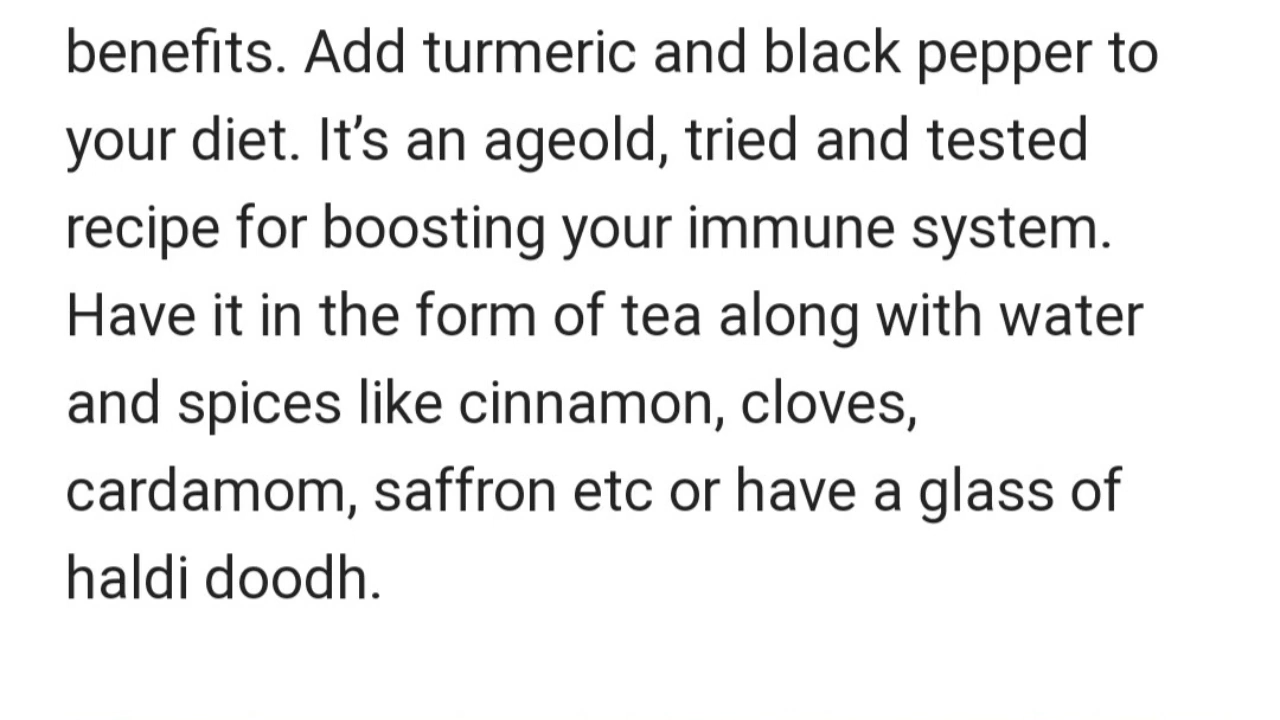 benefits. Add turmeric and black pepper to
your diet. It’s an ageold, tried and tested
recipe for boosting your immune system.
Have it in the form of tea along with water
and spices like cinnamon, cloves,
cardamom, saffron etc or have a glass of
haldi doodh.